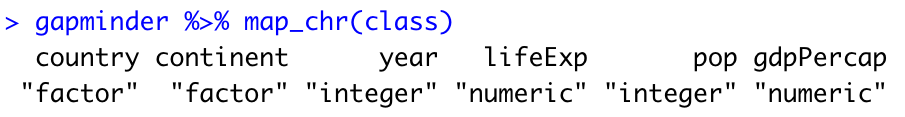 > gapminder %>% map_chr(class)
country continent year lifeExp pop gdpPercap
"factor" "factor" "integer" "numeric" "integer" "numeric"